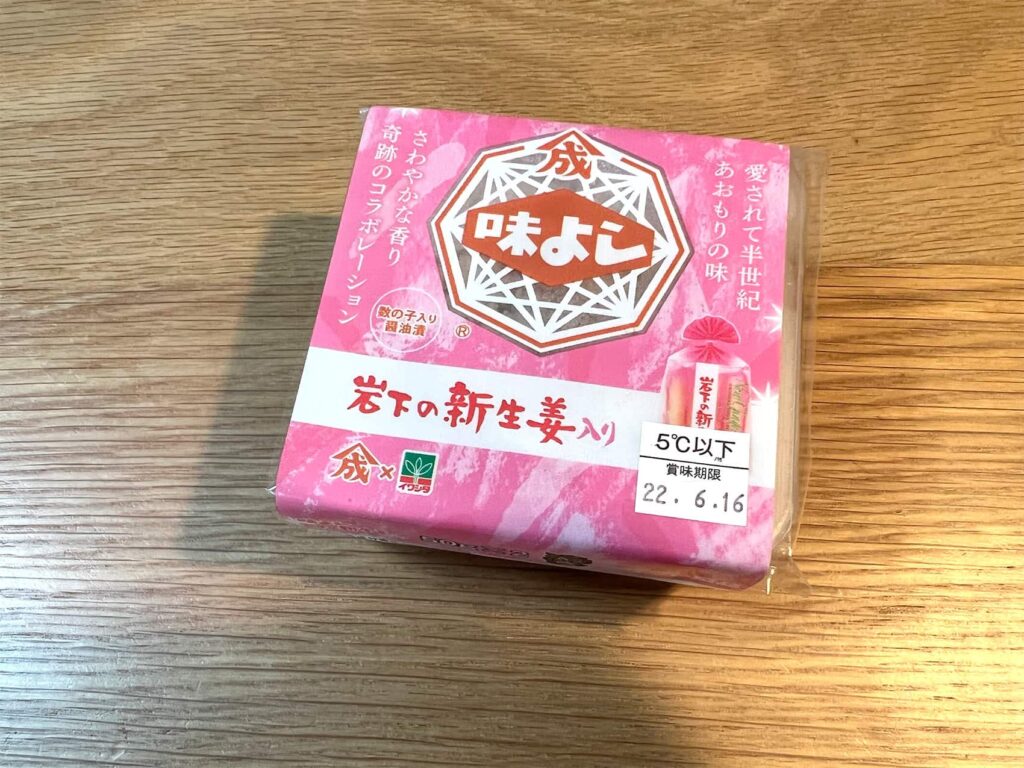 愛されて半世紀
あおもりの味
成
味よし
®
さわやかな香り
奇跡のコラボレーション
数の子入り
醤油漬
岩下の新生姜入り
成×
イワシタ
岩下の新
5℃以下
賞味期限
22. 6.16